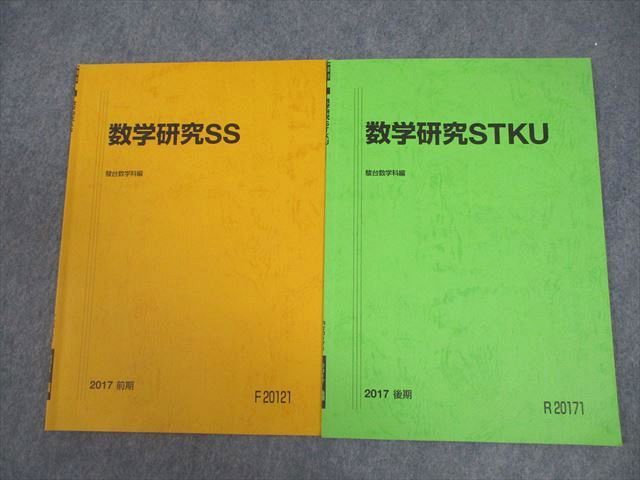 数学研究SS
駿台数学科編
2017 前期
F20121
数学研究STKU
駿台数学科編
2017 後期
R20171